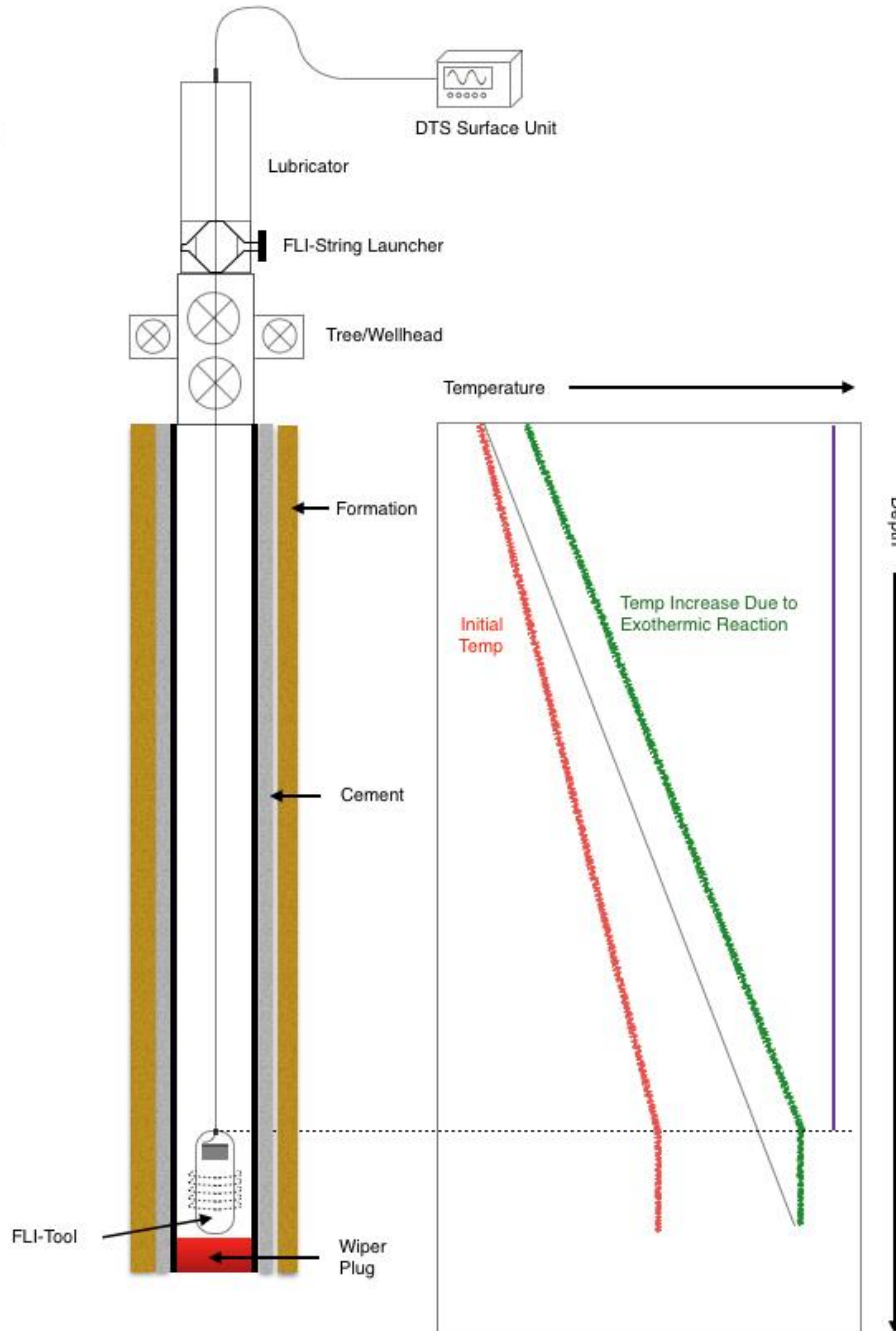 DTS Surface Unit
Lubricator
FLI-String Launcher
Tree/Wellhead
Temperature
Formation
Depth
Initial
Temp
Temp Increase Due to
Exothermic Reaction
Cement
FLI-Tool
Wiper
Plug